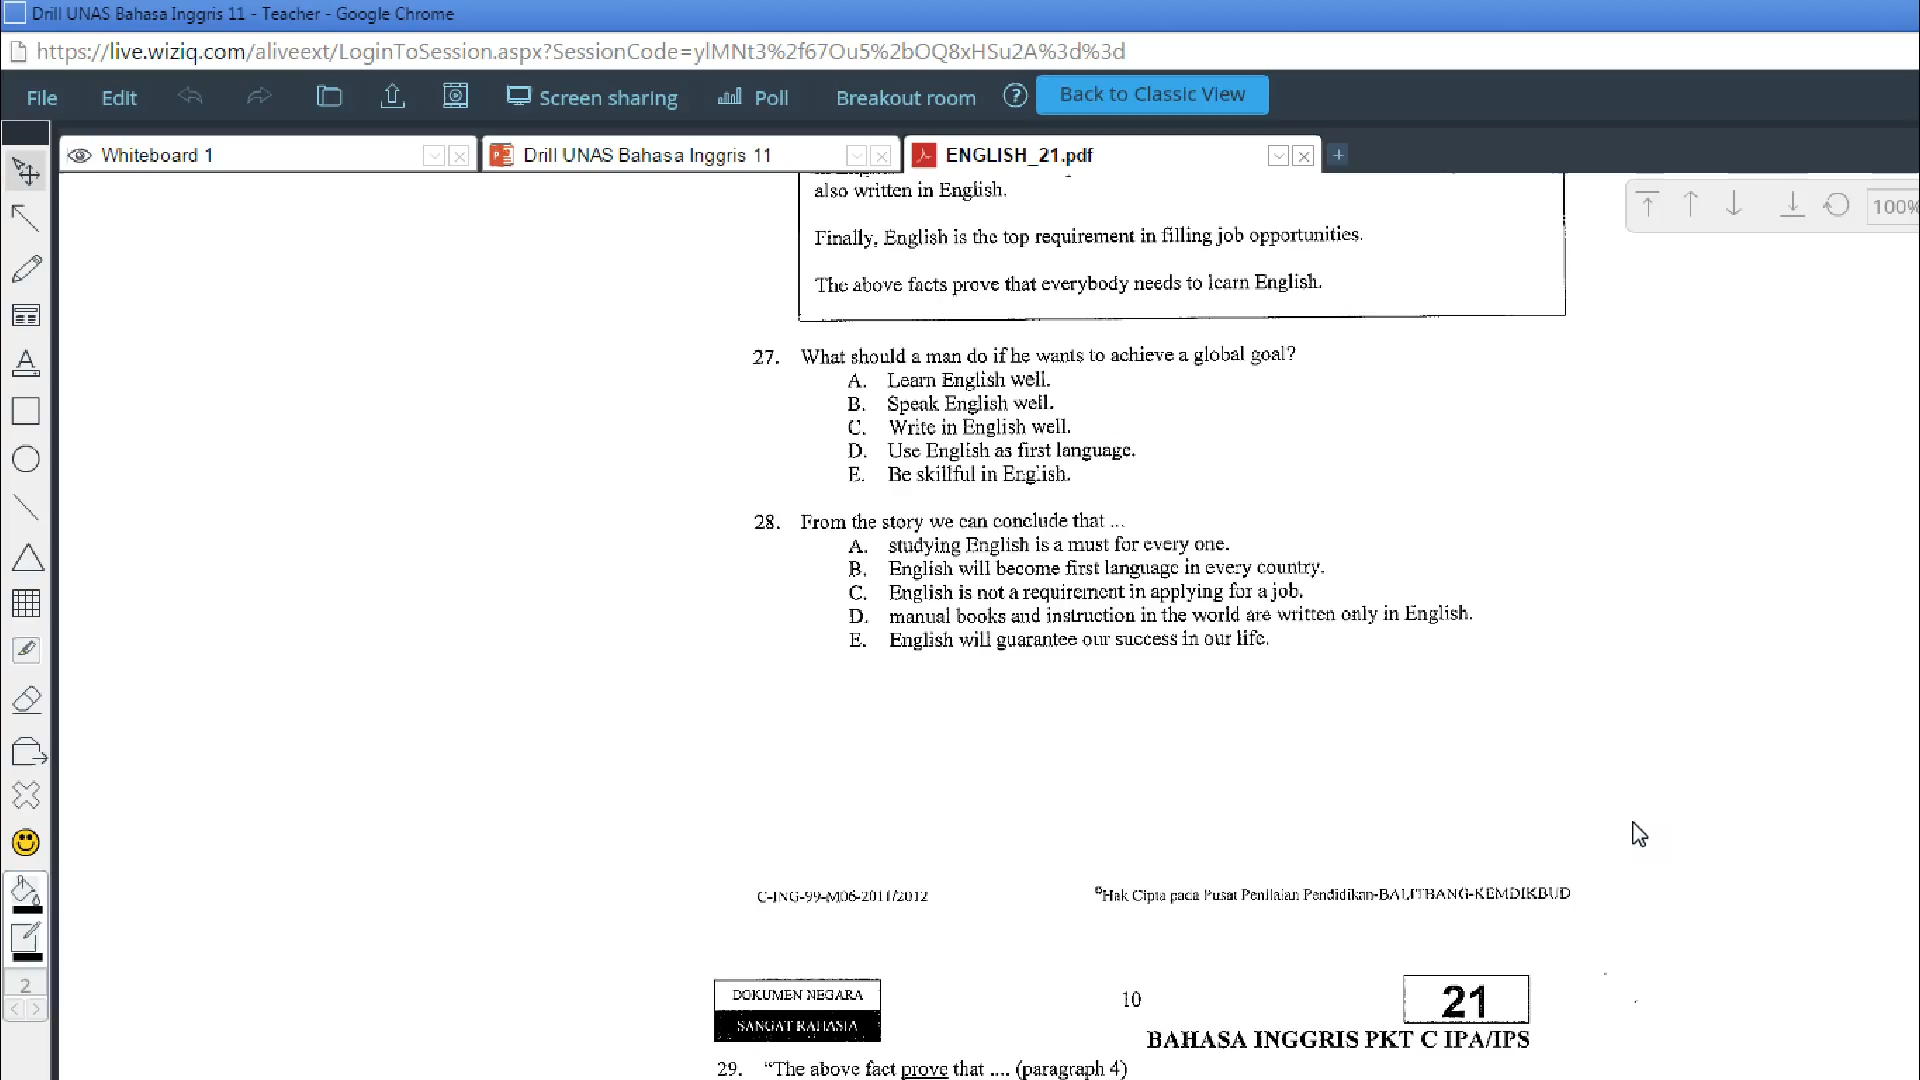 Drill UNAS Bahasa Inggris 11 - Teacher - Google Chrome
https://live.wiziq.com/aliveext/LoginToSession.aspx?SessionCode=ylMNt3%2f67Ou5%2bOQ8xHSu2A%3d%3d
File Edit Screen sharing Poll Breakout room ? Back to Classic View
Whiteboard 1 Drill UNAS Bahasa Inggris 11 ENGLISH_21.pdf
also written in English.
100%
Finally, English is the top requirement in filling job opportunities.
The above facts prove that everybody needs to learn English.
27. What should a man do if he wants to achieve a global goal?
A. Learn English well.
B. Speak English well.
C. Write in English well.
D. Use English as first language.
E. Be skillful in English.
28. From the story we can conclude that ...
A. studying English is a must for every one.
B. English will become first language in every country.
C. English is not a requirement in applying for a job.
D. manual books and instruction in the world are written only in English.
E. English will guarantee our success in our life.
C-ING-99-M06-2011/2012 ©Hak Cipta pada Pusat Penilaian Pendidikan-BALITBANG-KEMDIKBUD
2
DOKUMEN NEGARA 10 21
SANGAT RAHASIA
BAHASA INGGRIS PKT C IPA/IPS
29. "The above fact prove that .... (paragraph 4)